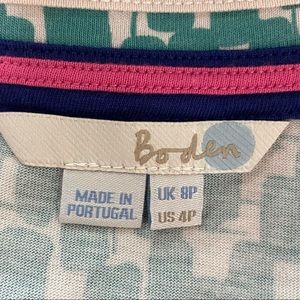 Boden
MADE IN
PORTUGAL
UK 8P
US 4P